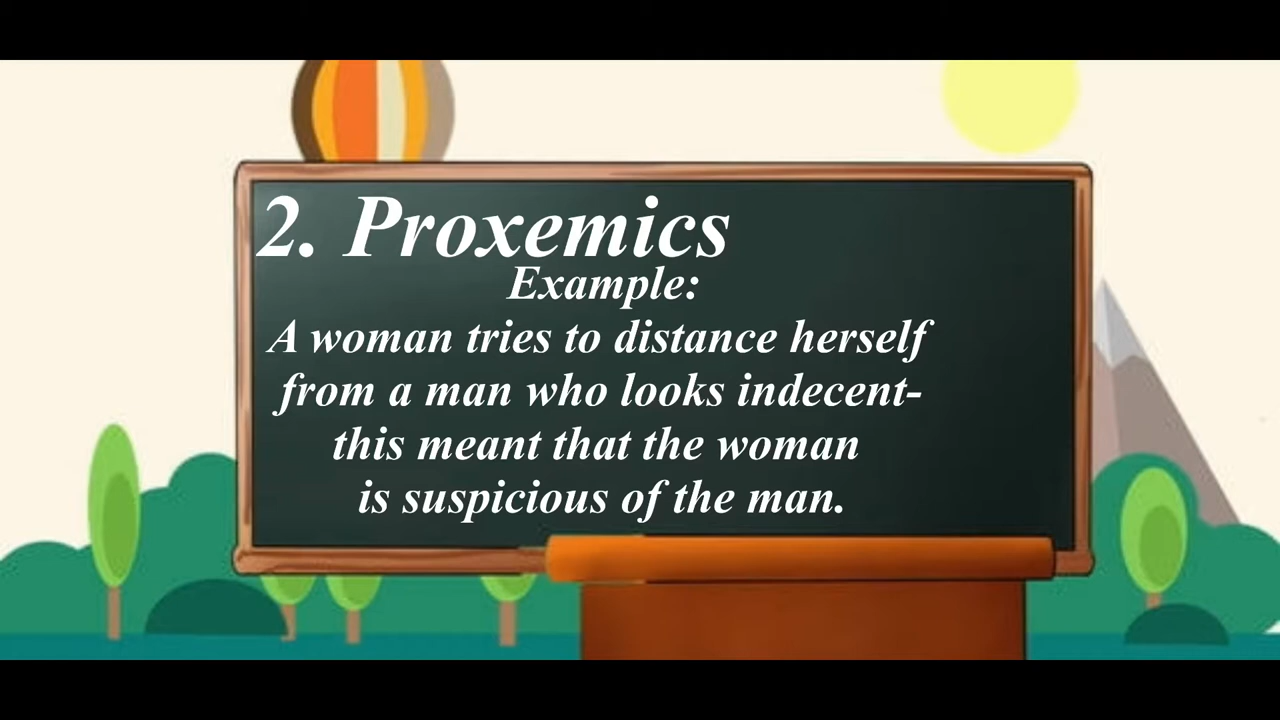 2. Proxemics
Example:
A woman tries to distance herself
from a man who looks indecent-
this meant that the woman
is suspicious of the man.